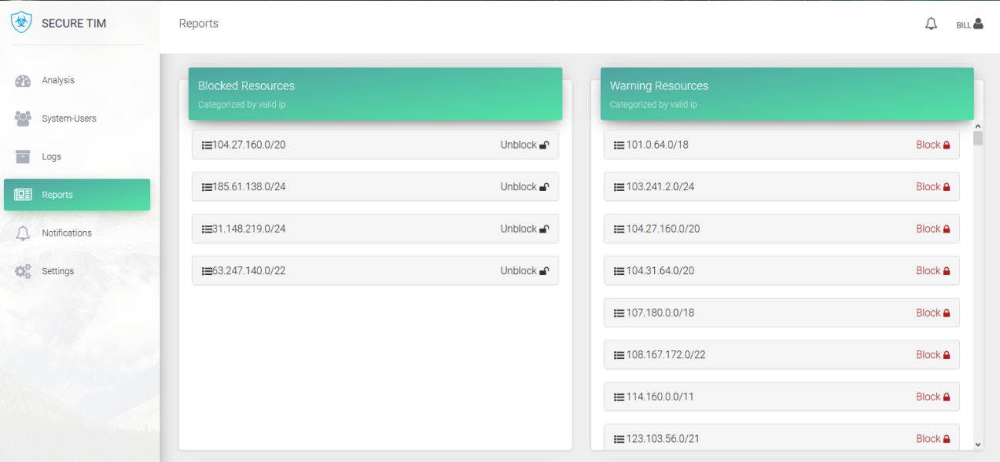 SECURE TIM
Reports
BILL
Analysis
System-Users
Logs
Reports
Notifications
Settings
Blocked Resources
Categorized by valid ip
104.27.160.0/20 Unblock
185.61.138.0/24 Unblock
31.148.219.0/24 Unblock
63.247.140.0/22 Unblock
Warning Resources
Categorized by valid ip
101.0.64.0/18 Block
103.241.2.0/24 Block
104.27.160.0/20 Block
104.31.64.0/20 Block
107.180.0.0/18 Block
108.167.172.0/22 Block
114.160.0.0/11 Block
123.103.56.0/21 Block